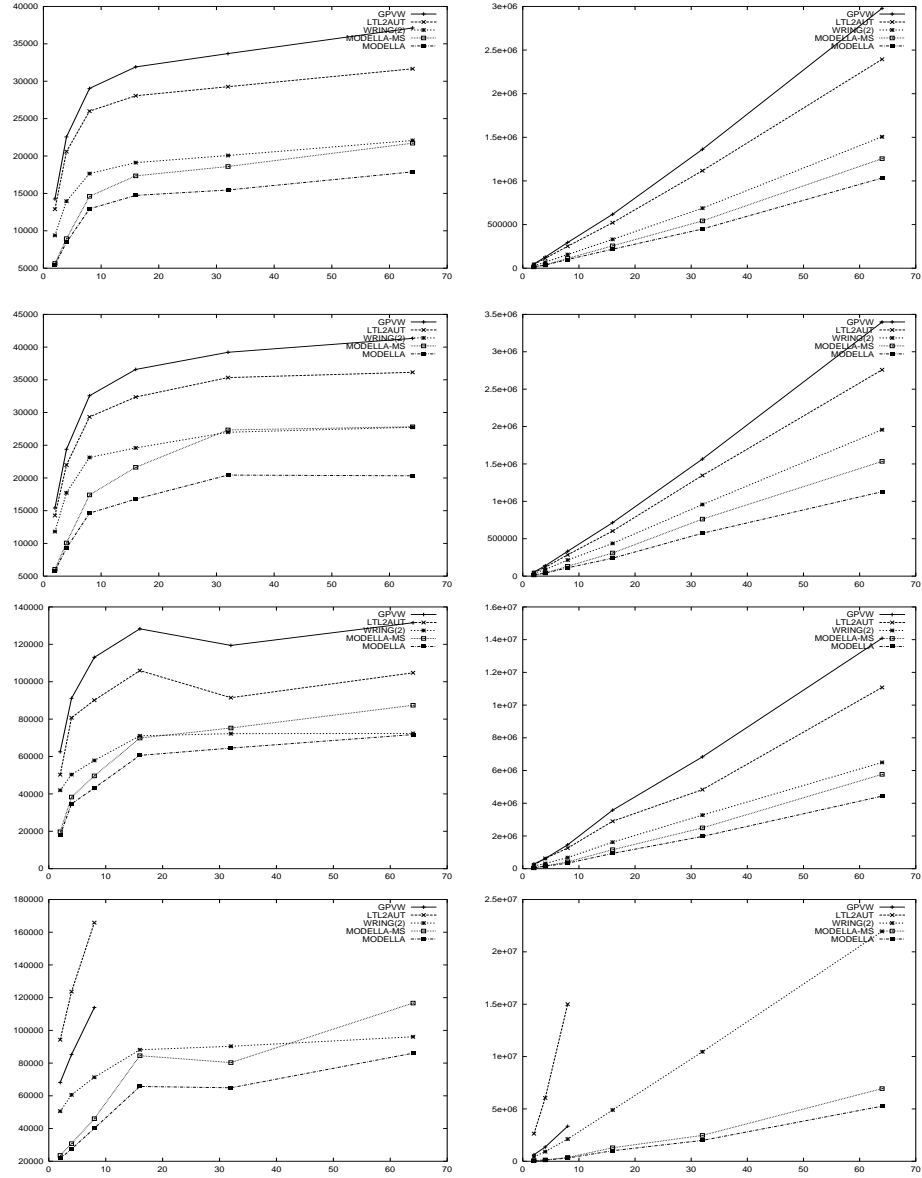 40000
35000
30000
25000
20000
15000
10000
5000
0 10 20 30 40 50 60 70
GPVW
LTL2AUT
WRING(2)
MODELLA-MS
MODELLA
3e+06
2.5e+06
2e+06
1.5e+06
1e+06
500000
0
0 10 20 30 40 50 60 70
GPVW
LTL2AUT
WRING(2)
MODELLA-MS
MODELLA
45000
40000
35000
30000
25000
20000
15000
10000
5000
0 10 20 30 40 50 60 70
GPVW
LTL2AUT
WRING(2)
MODELLA-MS
MODELLA
3.5e+06
3e+06
2.5e+06
2e+06
1.5e+06
1e+06
500000
0
0 10 20 30 40 50 60 70
GPVW
LTL2AUT
WRING(2)
MODELLA-MS
MODELLA
140000
120000
100000
80000
60000
40000
20000
0
0 10 20 30 40 50 60 70
GPVW
LTL2AUT
WRING(2)
MODELLA-MS
MODELLA
1.6e+07
1.4e+07
1.2e+07
1e+07
8e+06
6e+06
4e+06
2e+06
0
0 10 20 30 40 50 60 70
GPVW
LTL2AUT
WRING(2)
MODELLA-MS
MODELLA
180000
160000
140000
120000
100000
80000
60000
40000
20000
0 10 20 30 40 50 60 70
GPVW
LTL2AUT
WRING(2)
MODELLA-MS
MODELLA
2.5e+07
2e+07
1.5e+07
1e+07
5e+06
0
0 10 20 30 40 50 60 70
GPVW
LTL2AUT
WRING(2)
MODELLA-MS
MODELLA